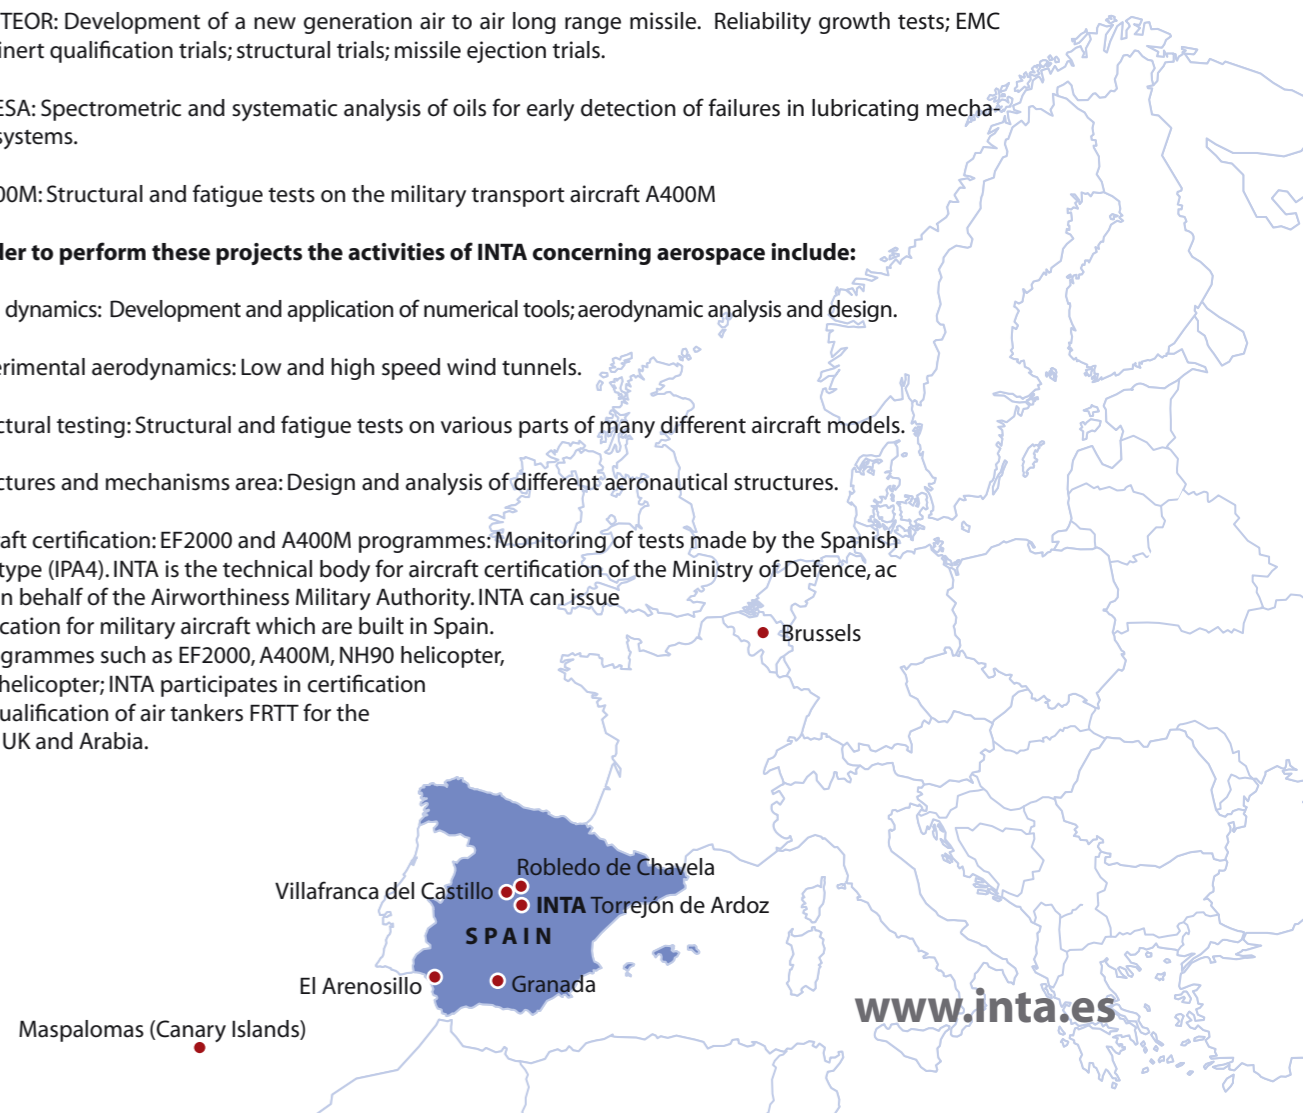 TEOR: Development of a new generation air to air long range missile. Reliability growth tests; EMC
inert qualification trials; structural trials; missile ejection trials.
ESA: Spectrometric and systematic analysis of oils for early detection of failures in lubricating mecha-
systems.
00M: Structural and fatigue tests on the military transport aircraft A400M
ler to perform these projects the activities of INTA concerning aerospace include:
dynamics: Development and application of numerical tools; aerodynamic analysis and design.
erimental aerodynamics: Low and high speed wind tunnels.
ctural testing: Structural and fatigue tests on various parts of many different aircraft models.
ctures and mechanisms area: Design and analysis of different aeronautical structures.
raft certification: EF2000 and A400M programmes: Monitoring of tests made by the Spanish
type (IPA4). INTA is the technical body for aircraft certification of the Ministry of Defence, ac
n behalf of the Airworthiness Military Authority. INTA can issue
cation for military aircraft which are built in Spain.
grammes such as EF2000, A400M, NH90 helicopter,
helicopter; INTA participates in certification
ualification of air tankers FRTT for the
UK and Arabia.
Brussels
Robledo de Chavela
Villafranca del Castillo
INTA Torrejón de Ardoz
SPAIN
El Arenosillo
Granada
www.inta.es
Maspalomas (Canary Islands)